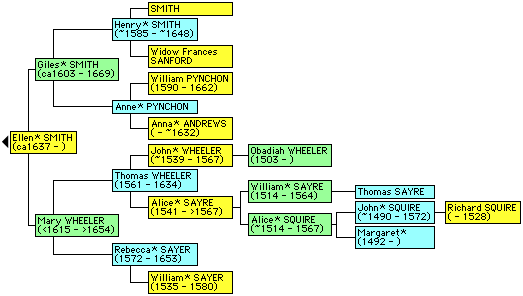 SMITH
Henry* SMITH
(~1585 - ~1648)
Widow Frances
SANFORD
Giles* SMITH
(ca1603 - 1669)
William PYNCHON
(1590 - 1662)
Anne* PYNCHON
Anna* ANDREWS
( - ~1632)
Ellen* SMITH
(ca1637 - )
John* WHEELER
(~1539 - 1567)
Obadiah WHEELER
(1503 - )
Thomas WHEELER
(1561 - 1634)
William* SAYRE
(1514 - 1564)
Thomas SAYRE
Alice* SAYRE
(1541 - >1567)
John* SQUIRE
(~1490 - 1572)
Richard SQUIRE
( - 1528)
Alice* SQUIRE
(~1514 - 1567)
Margaret*
(1492 - )
Mary WHEELER
(<1615 - >1654)
Rebecca* SAYER
(1572 - 1653)
William* SAYER
(1535 - 1580)